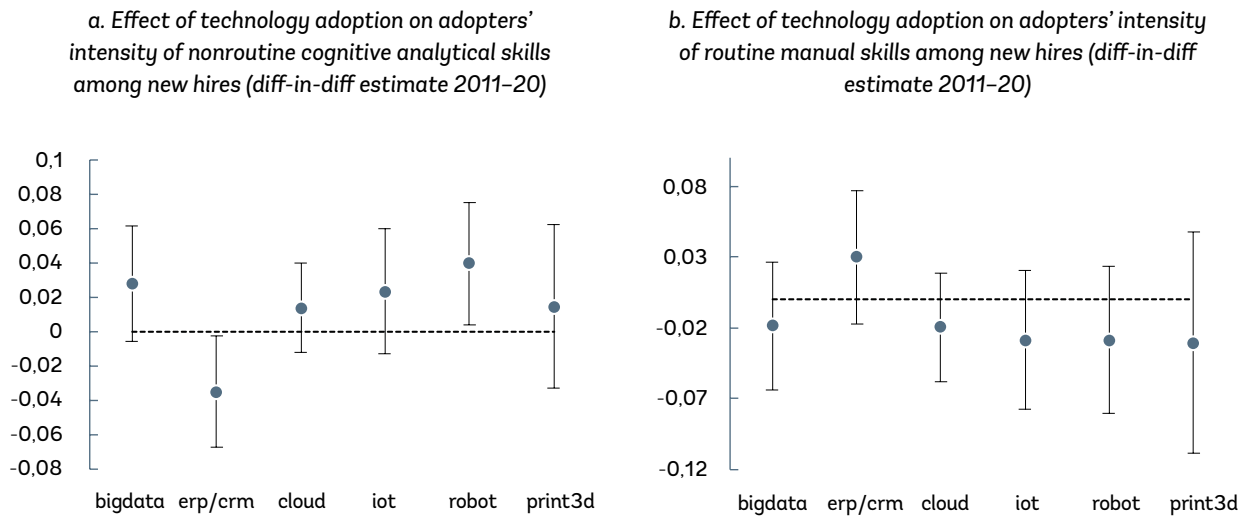 a. Effect of technology adoption on adopters’
intensity of nonroutine cognitive analytical skills
among new hires (diff-in-diff estimate 2011–20)
0,1
0,08
0,06
0,04
0,02
0
-0,02
-0,04
-0,06
-0,08
bigdata erp/crm cloud iot robot print3d
b. Effect of technology adoption on adopters’ intensity
of routine manual skills among new hires (diff-in-diff
estimate 2011–20)
0,08
0,03
-0,02
-0,07
-0,12
bigdata erp/crm cloud iot robot print3d